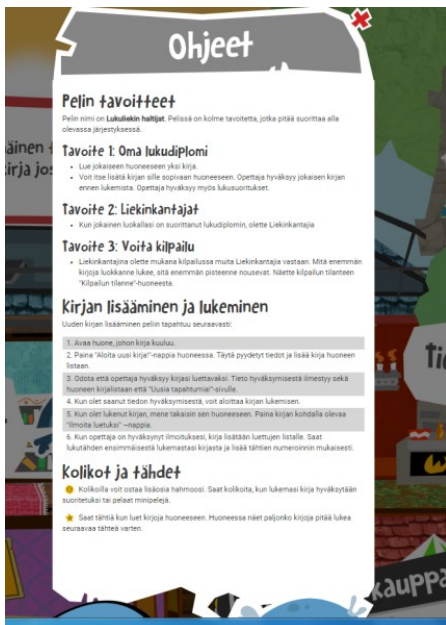 Ohjeet
Pelin tavoitteet
Pelin nimi on Lukuliekin haltijat. Pelissä on kolme tavoitetta, jotka pitää suorittaa alla
olevassa järjestyksessä.
Tavoite 1: Oma lukudiplomi
• Lue jokaiseen huoneeseen yksi kirja.
• Voit itse lisätä kirjan sille sopivaan huoneeseen. Opettaja hyväksyy jokaisen kirjan
ennen lukemista. Opettaja hyväksyy myös lukusuoritukset.
Tavoite 2: Liekinkantajat
• Kun jokainen luokallasi on suorittanut lukudiplomin, olette Liekinkantajia
Tavoite 3: Voita kilpailu
• Liekinkantajina olette mukana kilpailussa muita Liekinkantajia vastaan. Mitä enemmän
kirjoja luokkanne lukee, sitä enemmän pisteenne nousevat. Näette kilpailun tilanteen
"Kilpailun tilanne"-huoneesta.
Kirjan lisääminen ja lukeminen
Uuden kirjan lisääminen peliin tapahtuu seuraavasti:
1. Avaa huone, johon kirja kuuluu.
2. Paina "Aloita uusi kirja!"-nappia huoneessa. Täytä pyydetyt tiedot ja lisää kirja huoneen
listaan.
3. Odota että opettaja hyväksyy kirjasi luettavaksi. Tieto hyväksymisestä ilmestyy sekä
huoneen kirjalistaan että "Uusia tapahtumia!"-sivulle.
4. Kun olet saanut tiedon hyväksymisestä, voit aloittaa kirjan lukemisen.
5. Kun olet lukenut kirjan, mene takaisin sen huoneeseen. Paina kirjan kohdalla olevaa
"Ilmoita luetuksi" –nappia.
6. Kun opettaja on hyväksynyt ilmoituksesi, kirja lisätään luettujen listalle. Saat
lukutähden ensimmäisestä lukemastasi kirjasta ja lisää tähtien numeroinnin mukaisesti.
Kolikot ja tähdet
Kolikoilla voit ostaa lisäosia hahmoosi. Saat kolikoita, kun lukemasi kirja hyväksytään
suoritetuksi tai pelaat minipelejä.
Saat tähtiä kun luet kirjoja huoneeseen. Huoneessa näet paljonko kirjoja pitää lukea
seuraavaa tähteä varten.
äinen
irja jos
kauppa